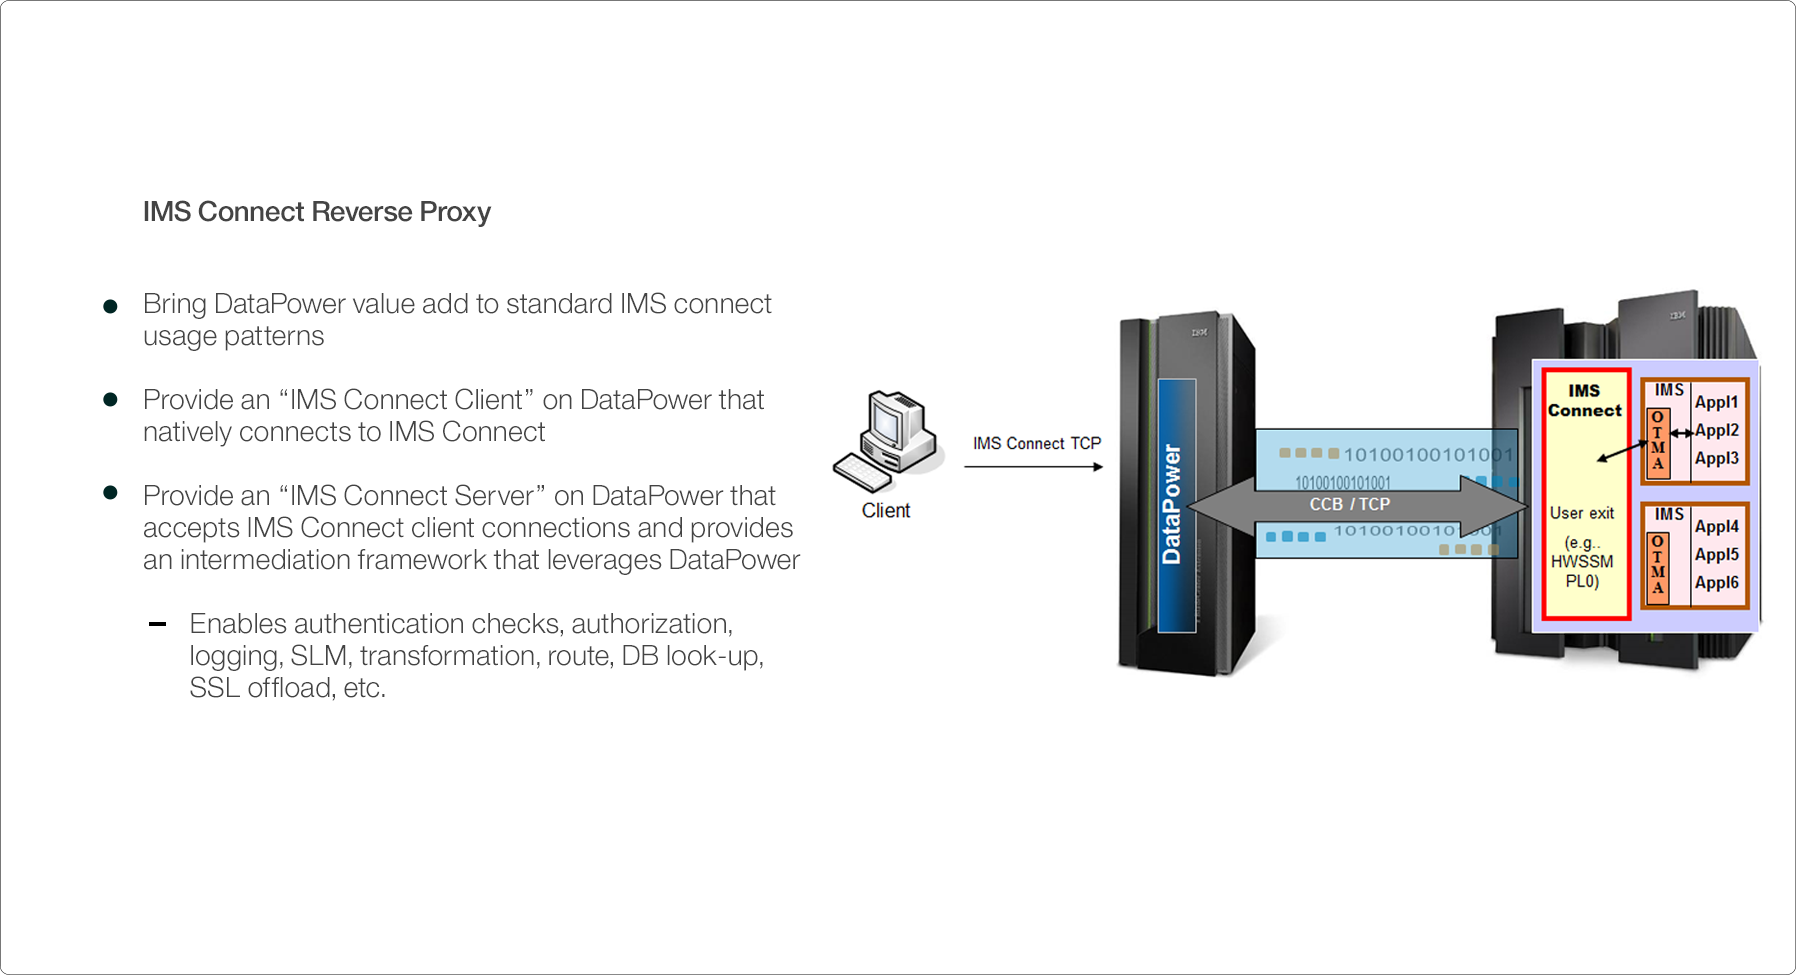 IMS Connect Reverse Proxy
Bring DataPower value add to standard IMS connect
usage patterns
Provide an “IMS Connect Client” on DataPower that
natively connects to IMS Connect
Provide an “IMS Connect Server” on DataPower that
accepts IMS Connect client connections and provides
an intermediation framework that leverages DataPower
– Enables authentication checks, authorization,
logging, SLM, transformation, route, DB look-up,
SSL offload, etc.
Client
IMS Connect TCP
IBM
DataPower
10100100101001
10100100101001
CCB / TCP
10100100101001
IBM
IMS
Connect
User exit
(e.g..
HWSSM
PL0)
IMS
OTMA
Appl1
Appl2
Appl3
IMS
OTMA
Appl4
Appl5
Appl6